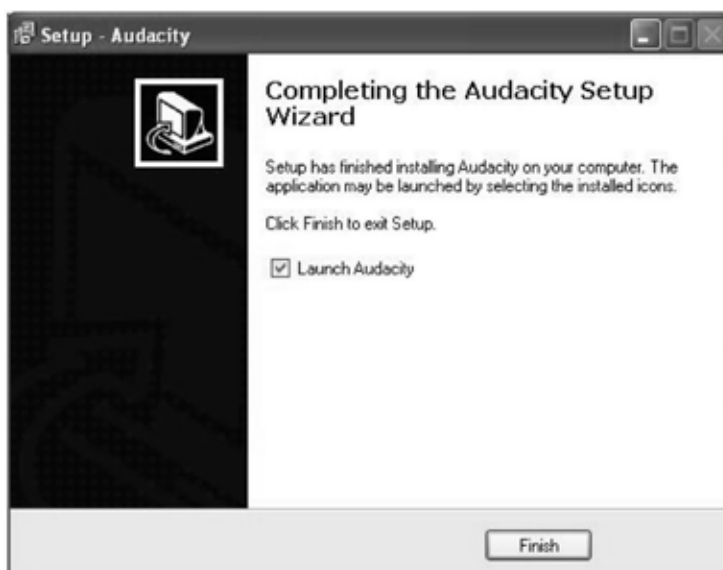 Setup - Audacity
Completing the Audacity Setup
Wizard
Setup has finished installing Audacity on your computer. The
application may be launched by selecting the installed icons.
Click Finish to exit Setup.
Launch Audacity
Finish